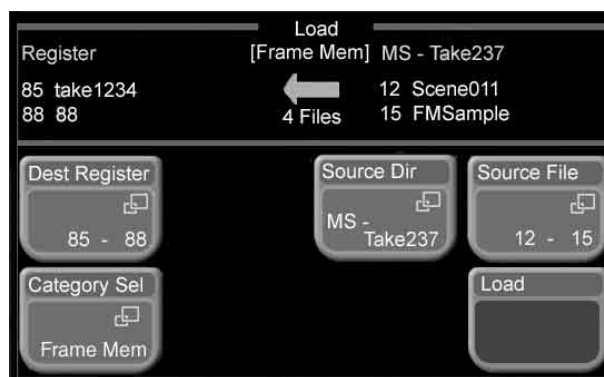 Load
Register [Frame Mem] MS - Take237
85 take1234 12 Scene011
88 88 4 Files 15 FMSample
Dest Register Source Dir Source File
85 - 88 MS - Take237 12 - 15
Category Sel Load
Frame Mem